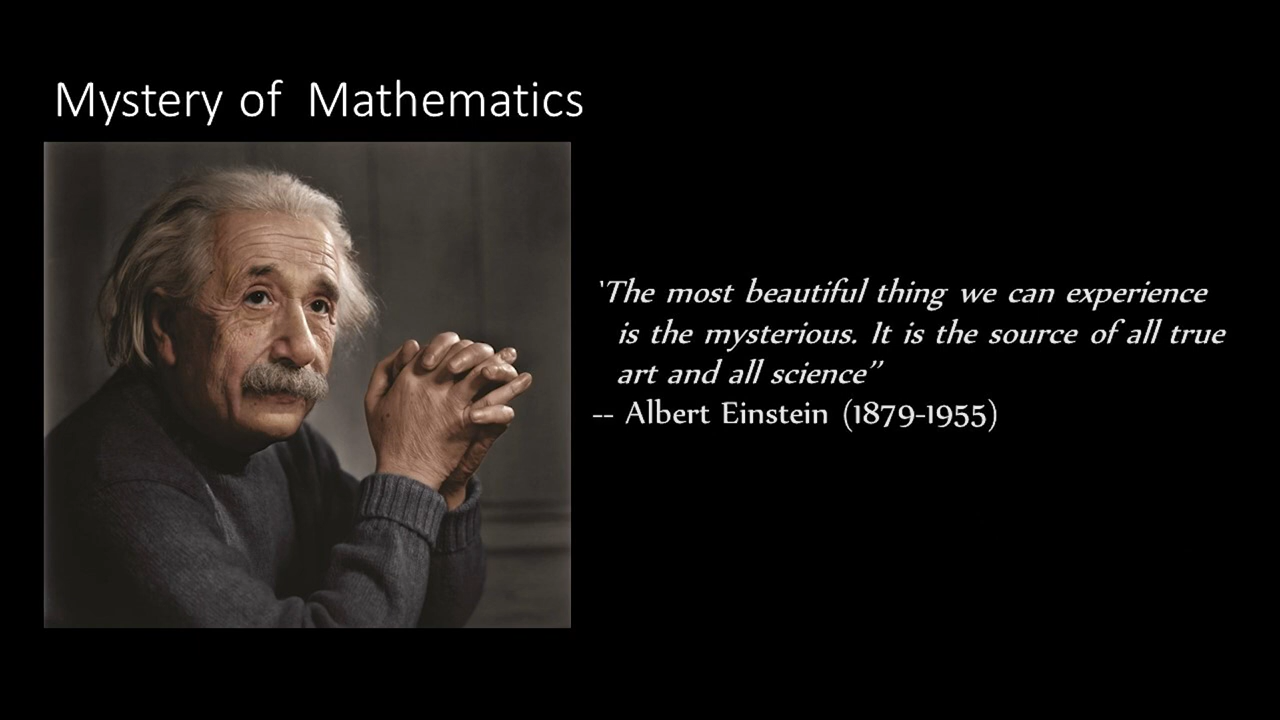 Mystery of  Mathematics
‘The most beautiful thing we can experience
is the mysterious. It is the source of all true
art and all science”
-- Albert Einstein (1879-1955)